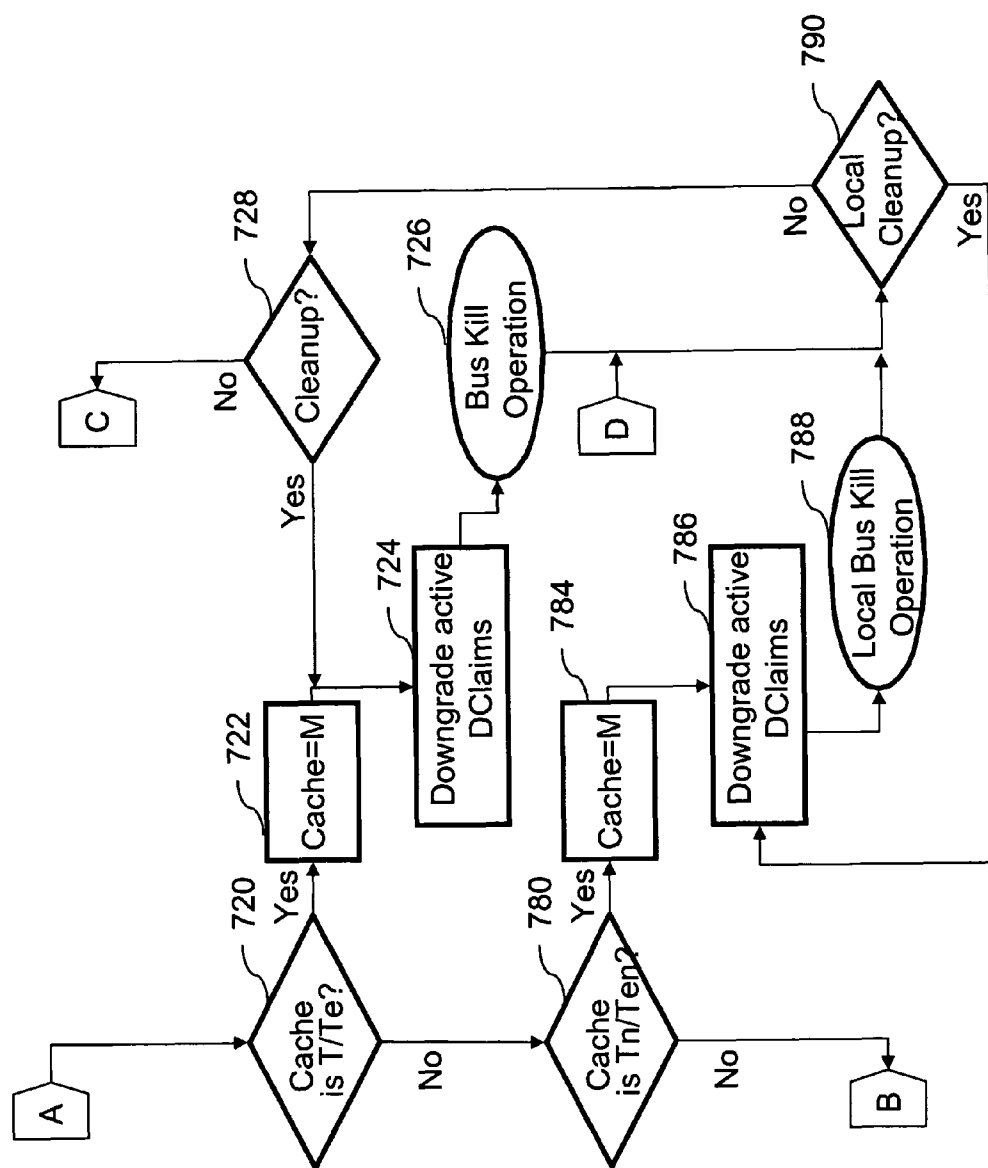 A
720
Cache
is T/Te?
Yes
No
722
Cache=M
Yes
728
Cleanup?
No
C
724
Downgrade active
DClaims
726
Bus Kill
Operation
780
Cache
is Tn/Ten?
Yes
No
B
784
Cache=M
D
786
Downgrade active
DClaims
788
Local Bus Kill
Operation
790
Local
Cleanup?
No
Yes